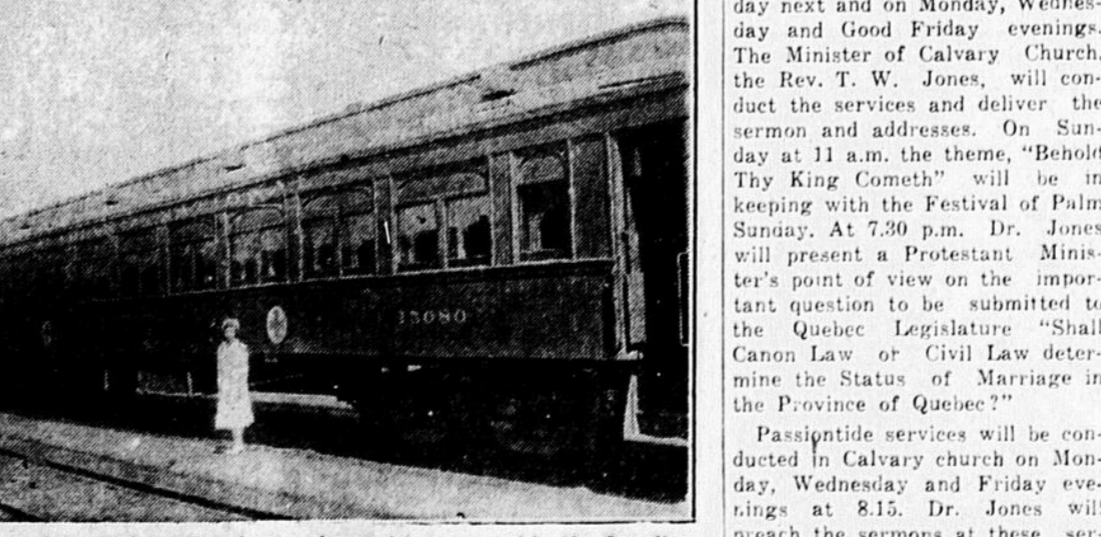 15080
day next and on Monday, Wednes-
day and Good Friday evenings.
The Minister of Calvary Church,
the Rev. T. W. Jones, will con-
duct the services and deliver the
sermon and addresses. On Sun-
day at 11 a.m. the theme, "Behold
Thy King Cometh" will be in
keeping with the Festival of Palm
Sunday. At 7.30 p.m. Dr. Jones
will present a Protestant Minis-
ter's point of view on the impor-
tant question to be submitted to
the Quebec Legislature "Shall
Canon Law or Civil Law deter-
mine the Status of Marriage in
the Province of Quebec?"
Passiontide services will be con-
ducted in Calvary church on Mon-
day, Wednesday and Friday eve-
nings at 8.15. Dr. Jones will
preach the sermons at these ser-